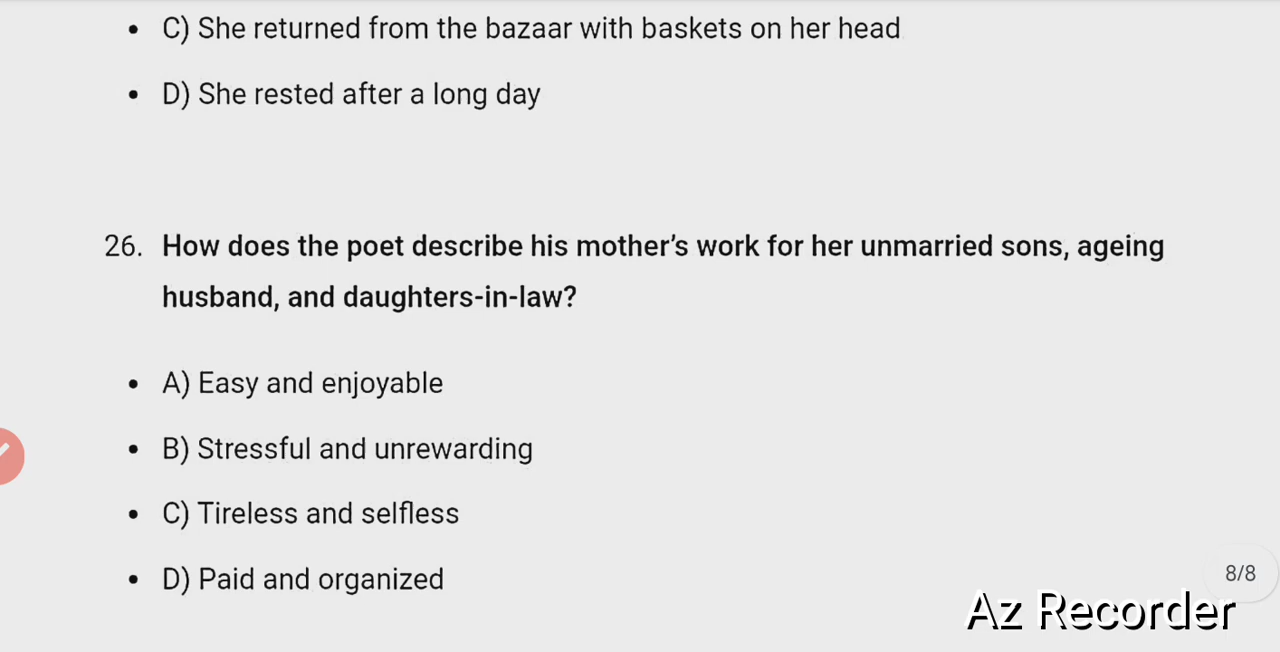 • C) She returned from the bazaar with baskets on her head
• D) She rested after a long day
26. How does the poet describe his mother’s work for her unmarried sons, ageing
husband, and daughters-in-law?
• A) Easy and enjoyable
• B) Stressful and unrewarding
• C) Tireless and selfless
• D) Paid and organized
8/8
Az Recorder